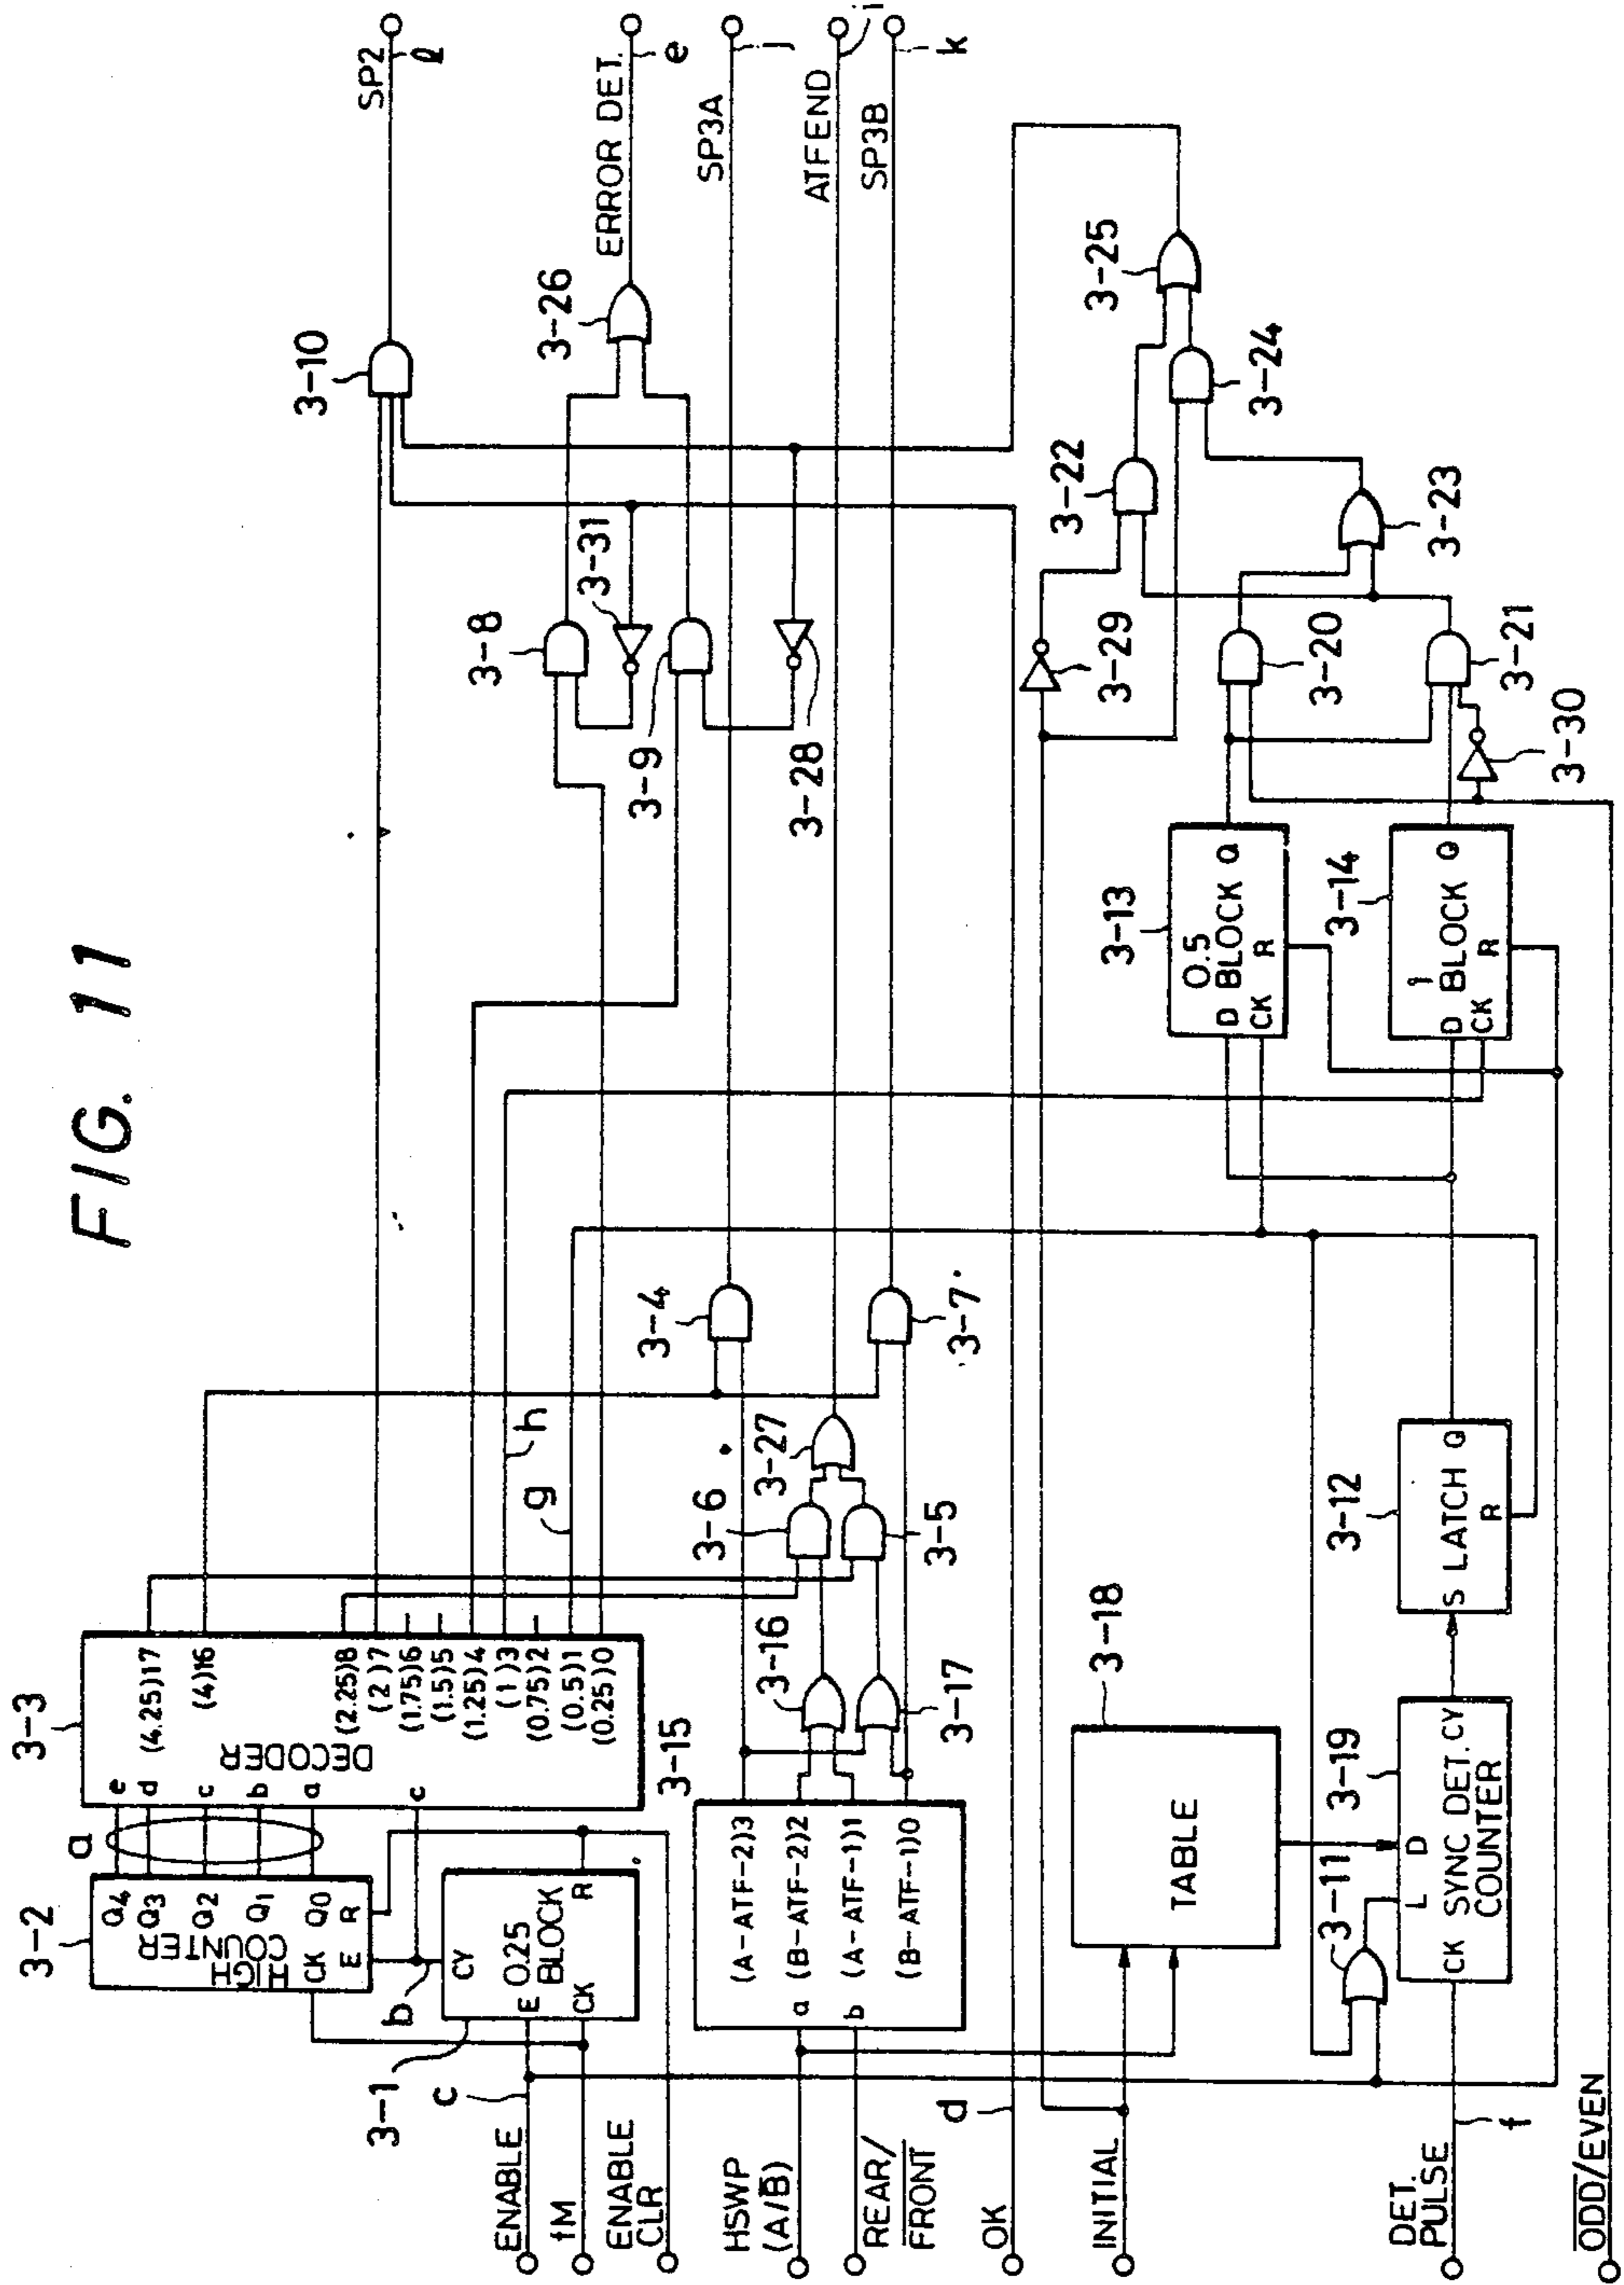 FIG. 11
3-2
HIGH COUNTER
Q4
Q3
Q2
Q1
Q0
CK
E
R
a
3-3
DECODER
e
d
c
b
a
c
(4.25)17
(4)16
(2.25)8
(2)7
(1.75)6
(1.5)5
(1.25)4
(1)3
(0.75)2
(0.5)1
(0.25)0
3-1
CY
E 0.25
BLOCK
CK
R
b
c
ENABLE
fM
ENABLE
CLR
HSWP
(A/B̅)
REAR/
F̅R̅O̅N̅T̅
d
OK
INITIAL
DET.
PULSE
f
O̅D̅D̅/EVEN
3-15
a
b
(A-ATF-2)3
(B-ATF-2)2
(A-ATF-1)1
(B-ATF-1)0
3-16
3-17
3-6
3-5
3-27
3-4
3-7
g
h
3-18
TABLE
3-11
3-19
L
D
CK SYNC DET. CY
COUNTER
3-12
S LATCH Q
R
3-13
0.5
D BLOCK Q
CK
R
3-14
1
D BLOCK Q
CK
R
3-8
3-31
3-9
3-28
3-29
3-20
3-21
3-30
3-22
3-23
3-24
3-25
3-10
3-26
SP2
l
ERROR DET.
e
SP3A
j
ATFEND
i
SP3B
k